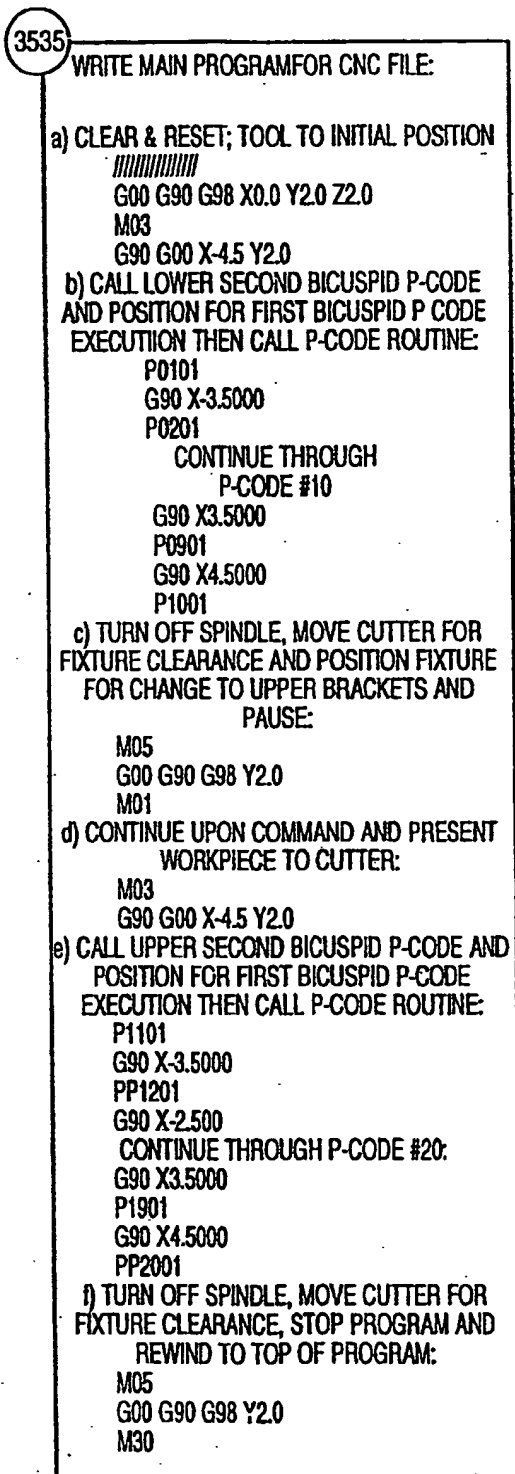 3535
WRITE MAIN PROGRAMFOR CNC FILE:
a) CLEAR & RESET; TOOL TO INITIAL POSITION
////////////////
G00 G90 G98 X0.0 Y2.0 Z2.0
M03
G90 G00 X-4.5 Y2.0
b) CALL LOWER SECOND BICUSPID P-CODE
AND POSITION FOR FIRST BICUSPID P CODE
EXECUTIION THEN CALL P-CODE ROUTINE:
P0101
G90 X-3.5000
P0201
CONTINUE THROUGH
P-CODE #10
G90 X3.5000
P0901
G90 X4.5000
P1001
c) TURN OFF SPINDLE, MOVE CUTTER FOR
FIXTURE CLEARANCE AND POSITION FIXTURE
FOR CHANGE TO UPPER BRACKETS AND
PAUSE:
M05
G00 G90 G98 Y2.0
M01
d) CONTINUE UPON COMMAND AND PRESENT
WORKPIECE TO CUTTER:
M03
G90 G00 X-4.5 Y2.0
e) CALL UPPER SECOND BICUSPID P-CODE AND
POSITION FOR FIRST BICUSPID P-CODE
EXECUTION THEN CALL P-CODE ROUTINE:
P1101
G90 X-3.5000
PP1201
G90 X-2.500
CONTINUE THROUGH P-CODE #20:
G90 X3.5000
P1901
G90 X4.5000
PP2001
f) TURN OFF SPINDLE, MOVE CUTTER FOR
FIXTURE CLEARANCE, STOP PROGRAM AND
REWIND TO TOP OF PROGRAM:
M05
G00 G90 G98 Y2.0
M30